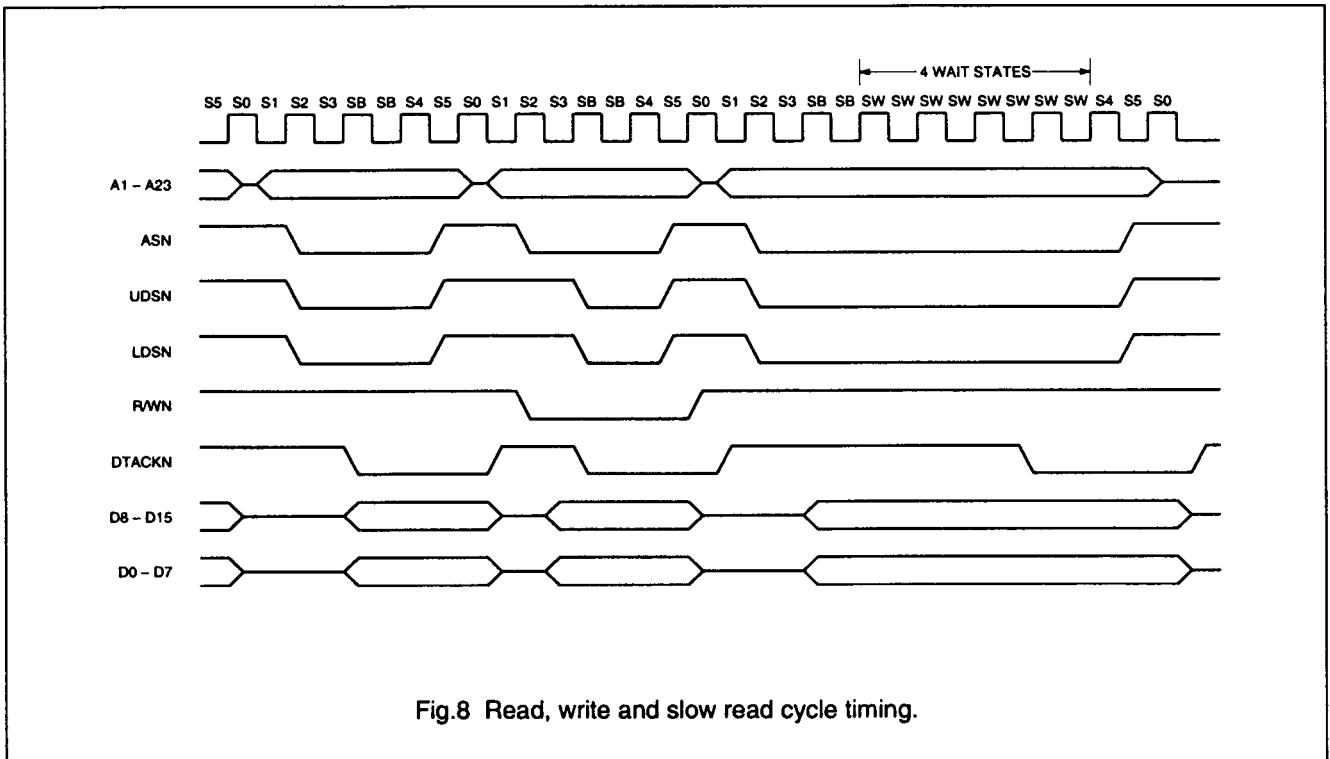 4 WAIT STATES
S5 S0 S1 S2 S3 SB SB S4 S5 S0 S1 S2 S3 SB SB S4 S5 S0 S1 S2 S3 SB SB SW SW SW SW SW SW SW SW S4 S5 S0
A1 – A23
ASN
UDSN
LDSN
R/WN
DTACKN
D8 – D15
D0 – D7
Fig.8 Read, write and slow read cycle timing.